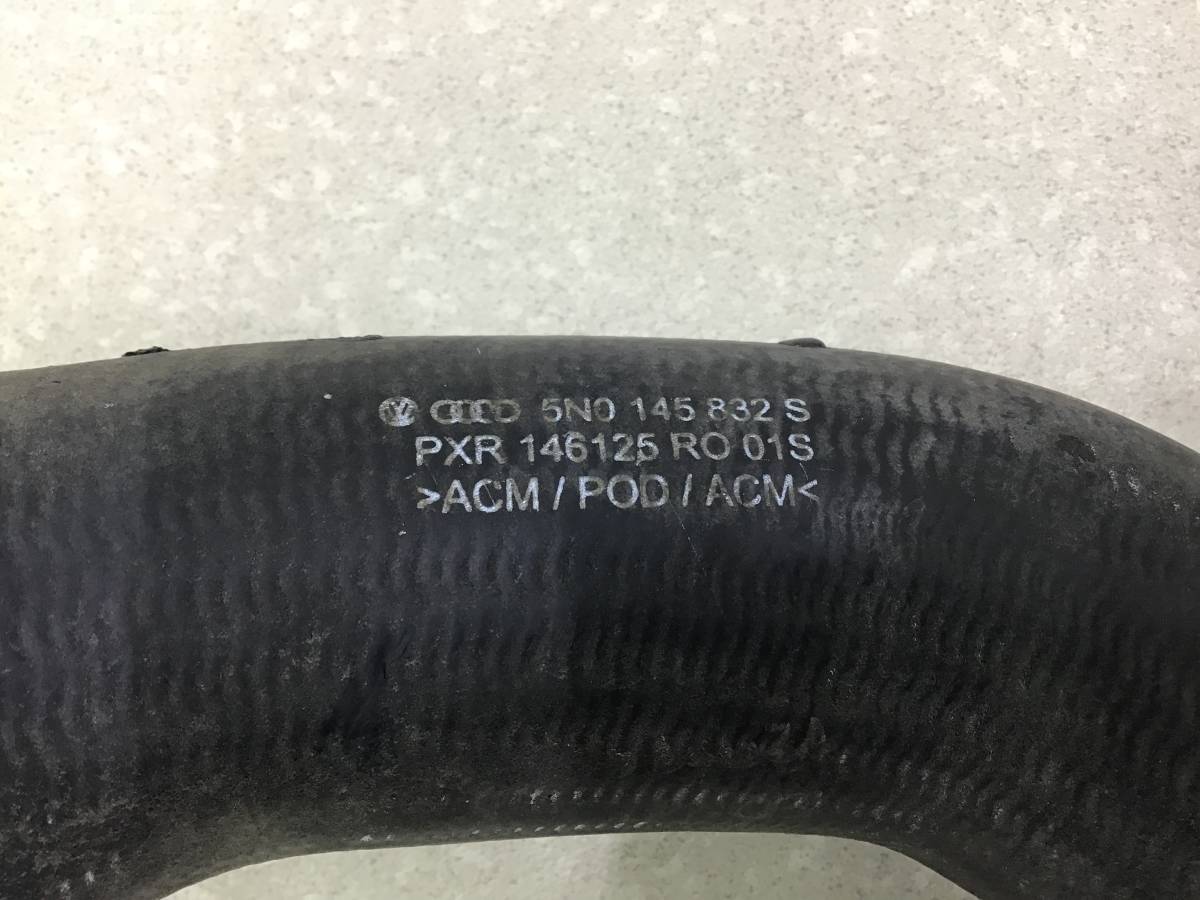 5N0 145 832 S
PXR 146125 RO 01S
>ACM / POD / ACM<